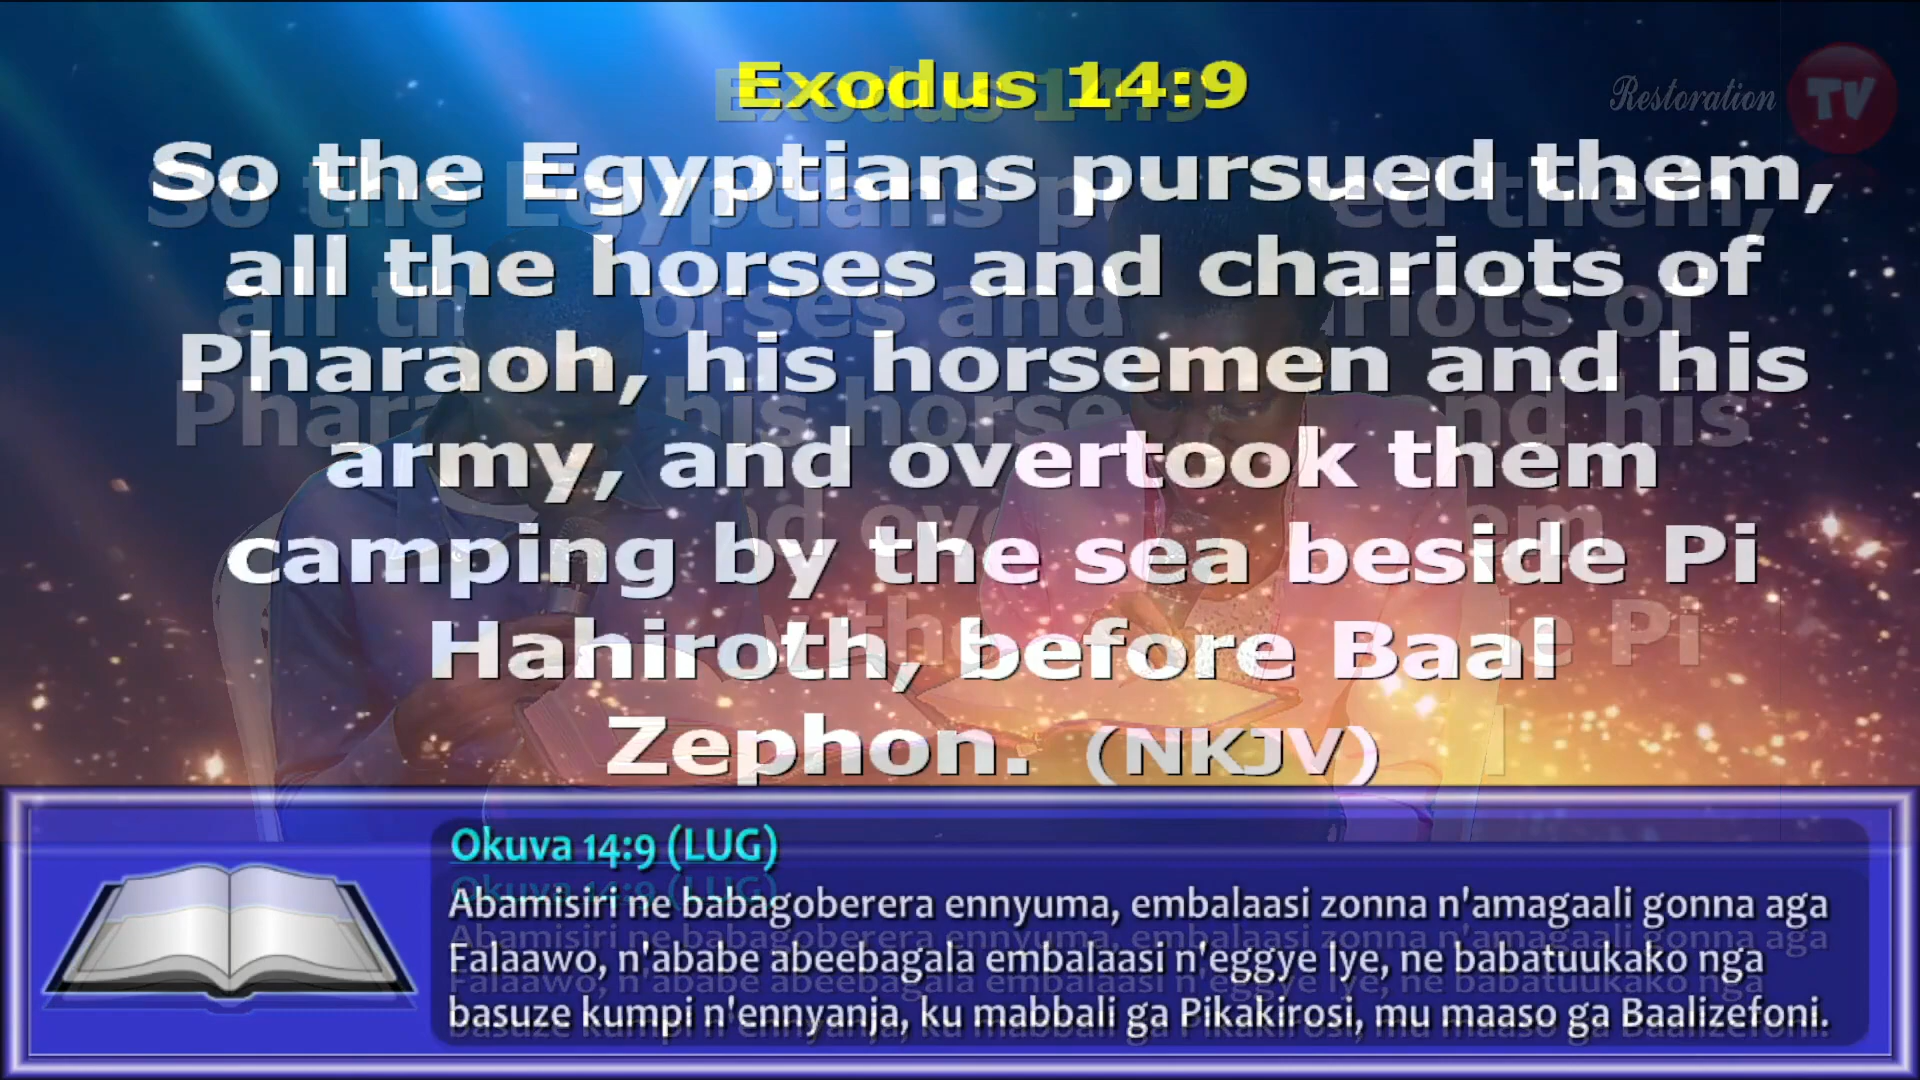 Exodus 14:9
Restoration TV
So the Egyptians pursued them,
all the horses and chariots of
Pharaoh, his horsemen and his
army, and overtook them
camping by the sea beside Pi
Hahiroth, before Baal
Zephon. (NKJV)
Okuva 14:9 (LUG)
Abamisiri ne babagoberera ennyuma, embalaasi zonna n'amagaali gonna aga
Falaawo, n'ababe abeebagala embalaasi n'eggye lye, ne babatuukako nga
basuze kumpi n'ennyanja, ku mabbali ga Pikakirosi, mu maaso ga Baalizefoni.